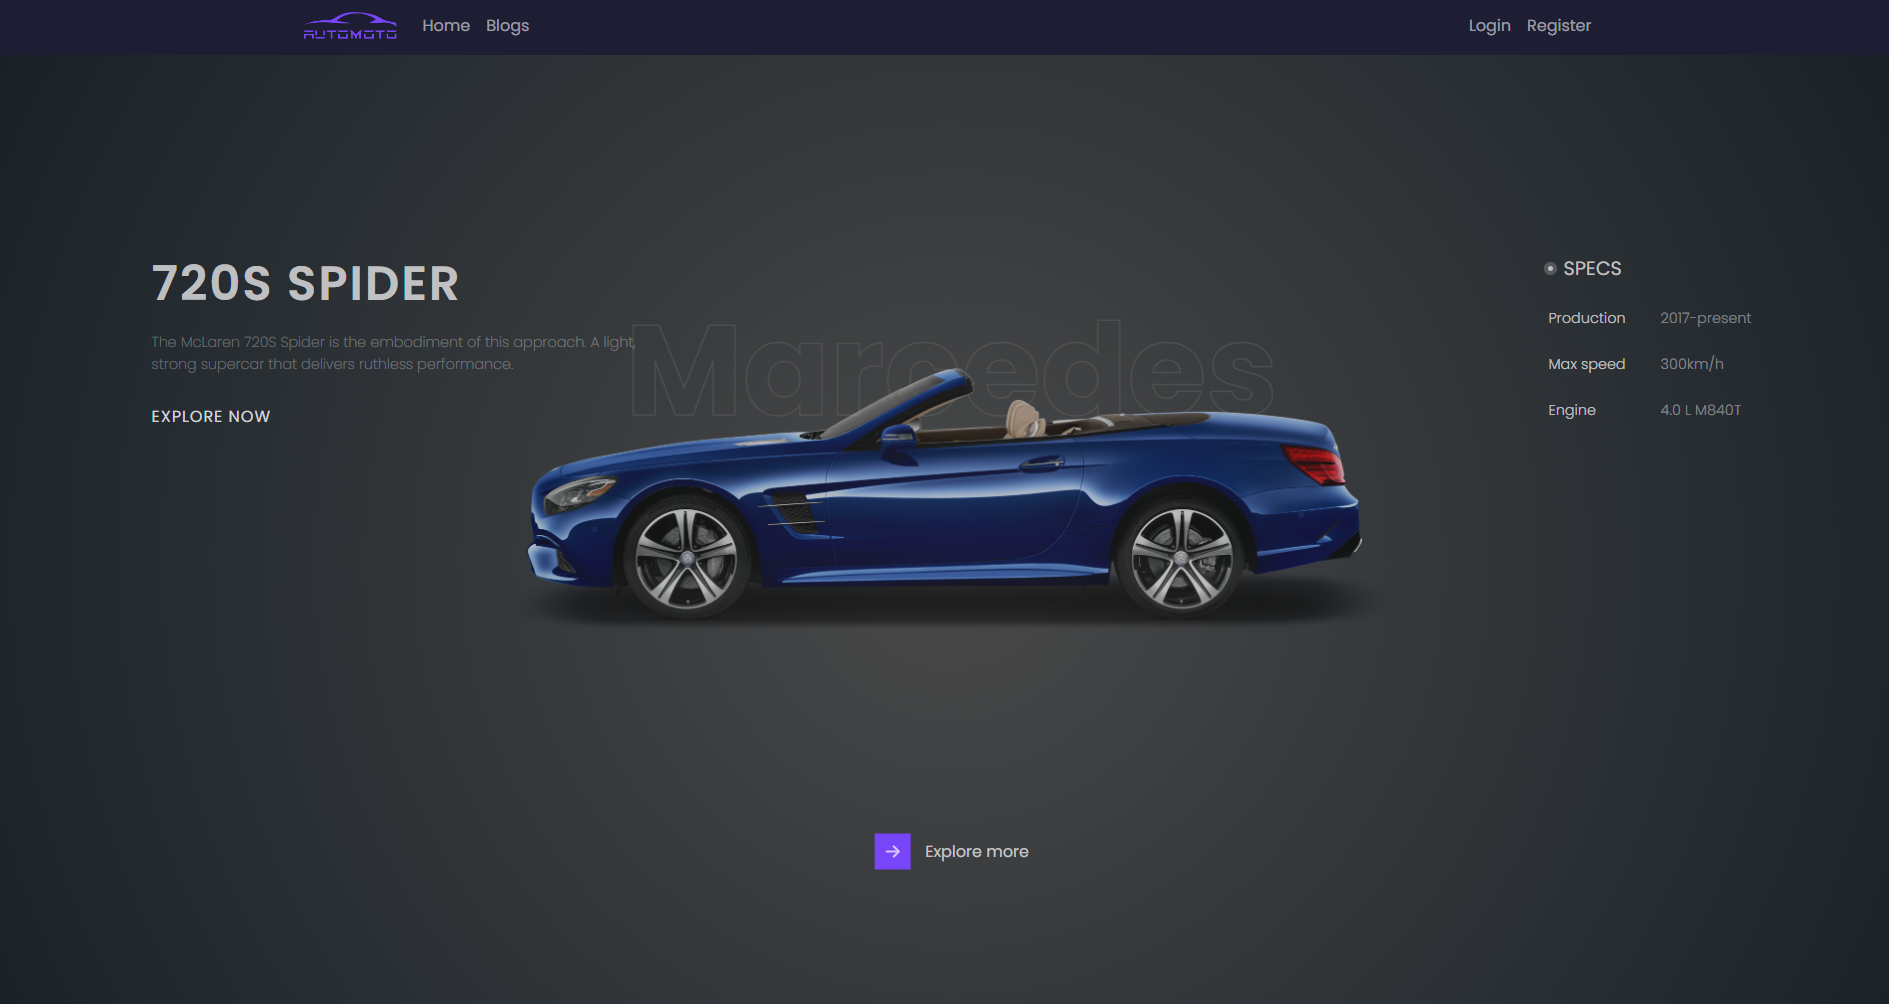 AUTOMOTO
Home
Blogs
Login
Register
720S SPIDER
The McLaren 720S Spider is the embodiment of this approach. A light,
strong supercar that delivers ruthless performance.
EXPLORE NOW
Marcedes
SPECS
Production 2017-present
Max speed 300km/h
Engine 4.0 L M840T
Explore more